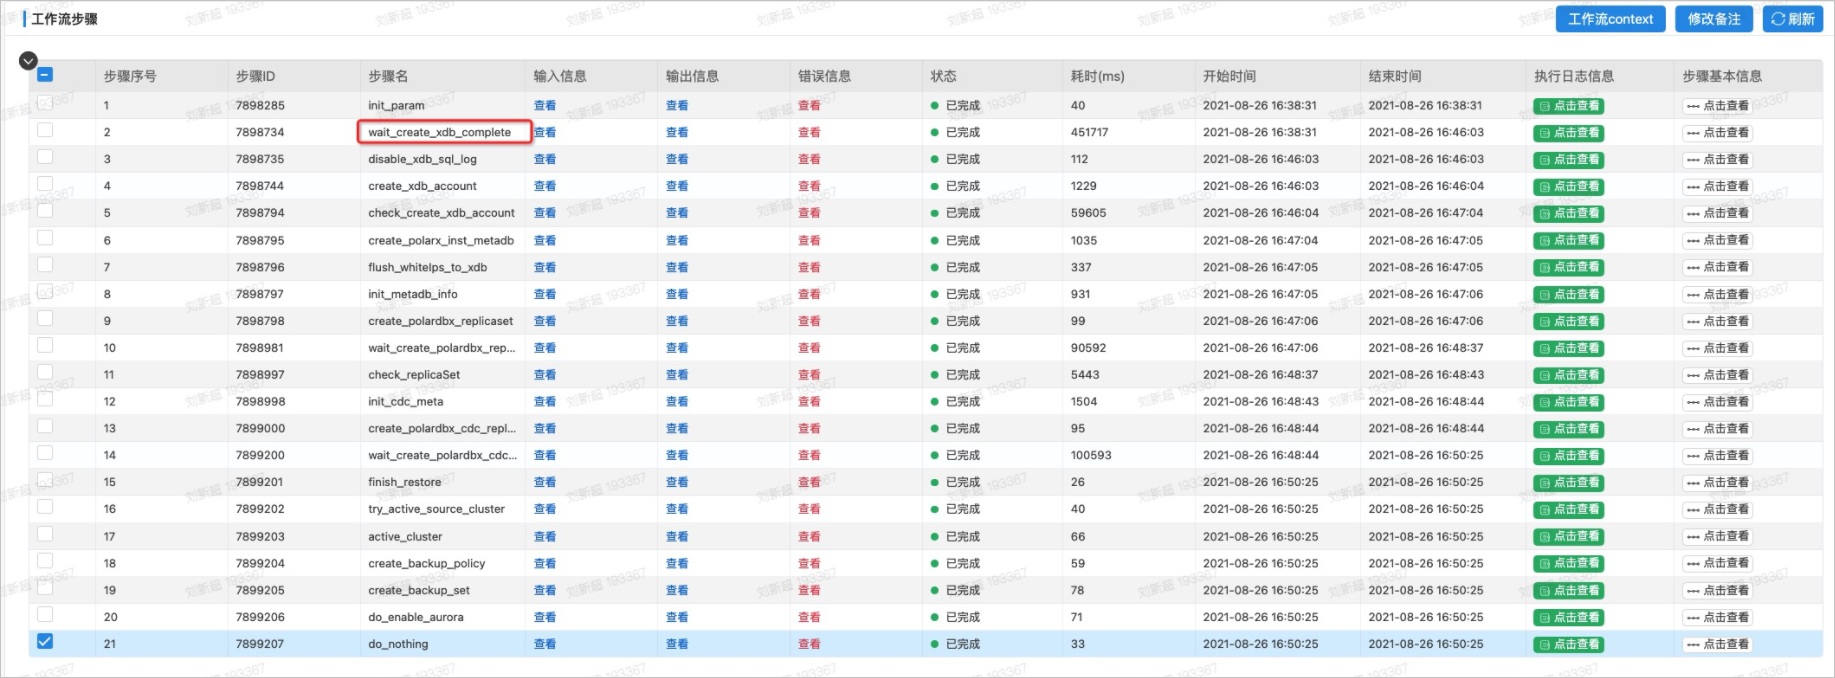 工作流步骤
工作流context 修改备注 刷新
步骤序号 步骤ID 步骤名 输入信息 输出信息 错误信息 状态 耗时(ms) 开始时间 结束时间 执行日志信息 步骤基本信息
1 7898285 init_param 查看 查看 查看 已完成 40 2021-08-26 16:38:31 2021-08-26 16:38:31 点击查看 点击查看
2 7898734 wait_create_xdb_complete 查看 查看 查看 已完成 451717 2021-08-26 16:38:31 2021-08-26 16:46:03 点击查看 点击查看
3 7898735 disable_xdb_sql_log 查看 查看 查看 已完成 112 2021-08-26 16:46:03 2021-08-26 16:46:03 点击查看 点击查看
4 7898744 create_xdb_account 查看 查看 查看 已完成 1229 2021-08-26 16:46:03 2021-08-26 16:46:04 点击查看 点击查看
5 7898794 check_create_xdb_account 查看 查看 查看 已完成 59605 2021-08-26 16:46:04 2021-08-26 16:47:04 点击查看 点击查看
6 7898795 create_polarx_inst_metadb 查看 查看 查看 已完成 1035 2021-08-26 16:47:04 2021-08-26 16:47:05 点击查看 点击查看
7 7898796 flush_whiteIps_to_xdb 查看 查看 查看 已完成 337 2021-08-26 16:47:05 2021-08-26 16:47:05 点击查看 点击查看
8 7898797 init_metadb_info 查看 查看 查看 已完成 931 2021-08-26 16:47:05 2021-08-26 16:47:06 点击查看 点击查看
9 7898798 create_polardbx_replicaset 查看 查看 查看 已完成 99 2021-08-26 16:47:06 2021-08-26 16:47:06 点击查看 点击查看
10 7898981 wait_create_polardbx_rep... 查看 查看 查看 已完成 90592 2021-08-26 16:47:06 2021-08-26 16:48:37 点击查看 点击查看
11 7898997 check_replicaSet 查看 查看 查看 已完成 5443 2021-08-26 16:48:37 2021-08-26 16:48:43 点击查看 点击查看
12 7898998 init_cdc_meta 查看 查看 查看 已完成 1504 2021-08-26 16:48:43 2021-08-26 16:48:44 点击查看 点击查看
13 7899000 create_polardbx_cdc_repl... 查看 查看 查看 已完成 95 2021-08-26 16:48:44 2021-08-26 16:48:44 点击查看 点击查看
14 7899200 wait_create_polardbx_cdc... 查看 查看 查看 已完成 100593 2021-08-26 16:48:44 2021-08-26 16:50:25 点击查看 点击查看
15 7899201 finish_restore 查看 查看 查看 已完成 26 2021-08-26 16:50:25 2021-08-26 16:50:25 点击查看 点击查看
16 7899202 try_active_source_cluster 查看 查看 查看 已完成 40 2021-08-26 16:50:25 2021-08-26 16:50:25 点击查看 点击查看
17 7899203 active_cluster 查看 查看 查看 已完成 66 2021-08-26 16:50:25 2021-08-26 16:50:25 点击查看 点击查看
18 7899204 create_backup_policy 查看 查看 查看 已完成 59 2021-08-26 16:50:25 2021-08-26 16:50:25 点击查看 点击查看
19 7899205 create_backup_set 查看 查看 查看 已完成 78 2021-08-26 16:50:25 2021-08-26 16:50:25 点击查看 点击查看
20 7899206 do_enable_aurora 查看 查看 查看 已完成 71 2021-08-26 16:50:25 2021-08-26 16:50:25 点击查看 点击查看
21 7899207 do_nothing 查看 查看 查看 已完成 33 2021-08-26 16:50:25 2021-08-26 16:50:25 点击查看 点击查看
刘新超 193367